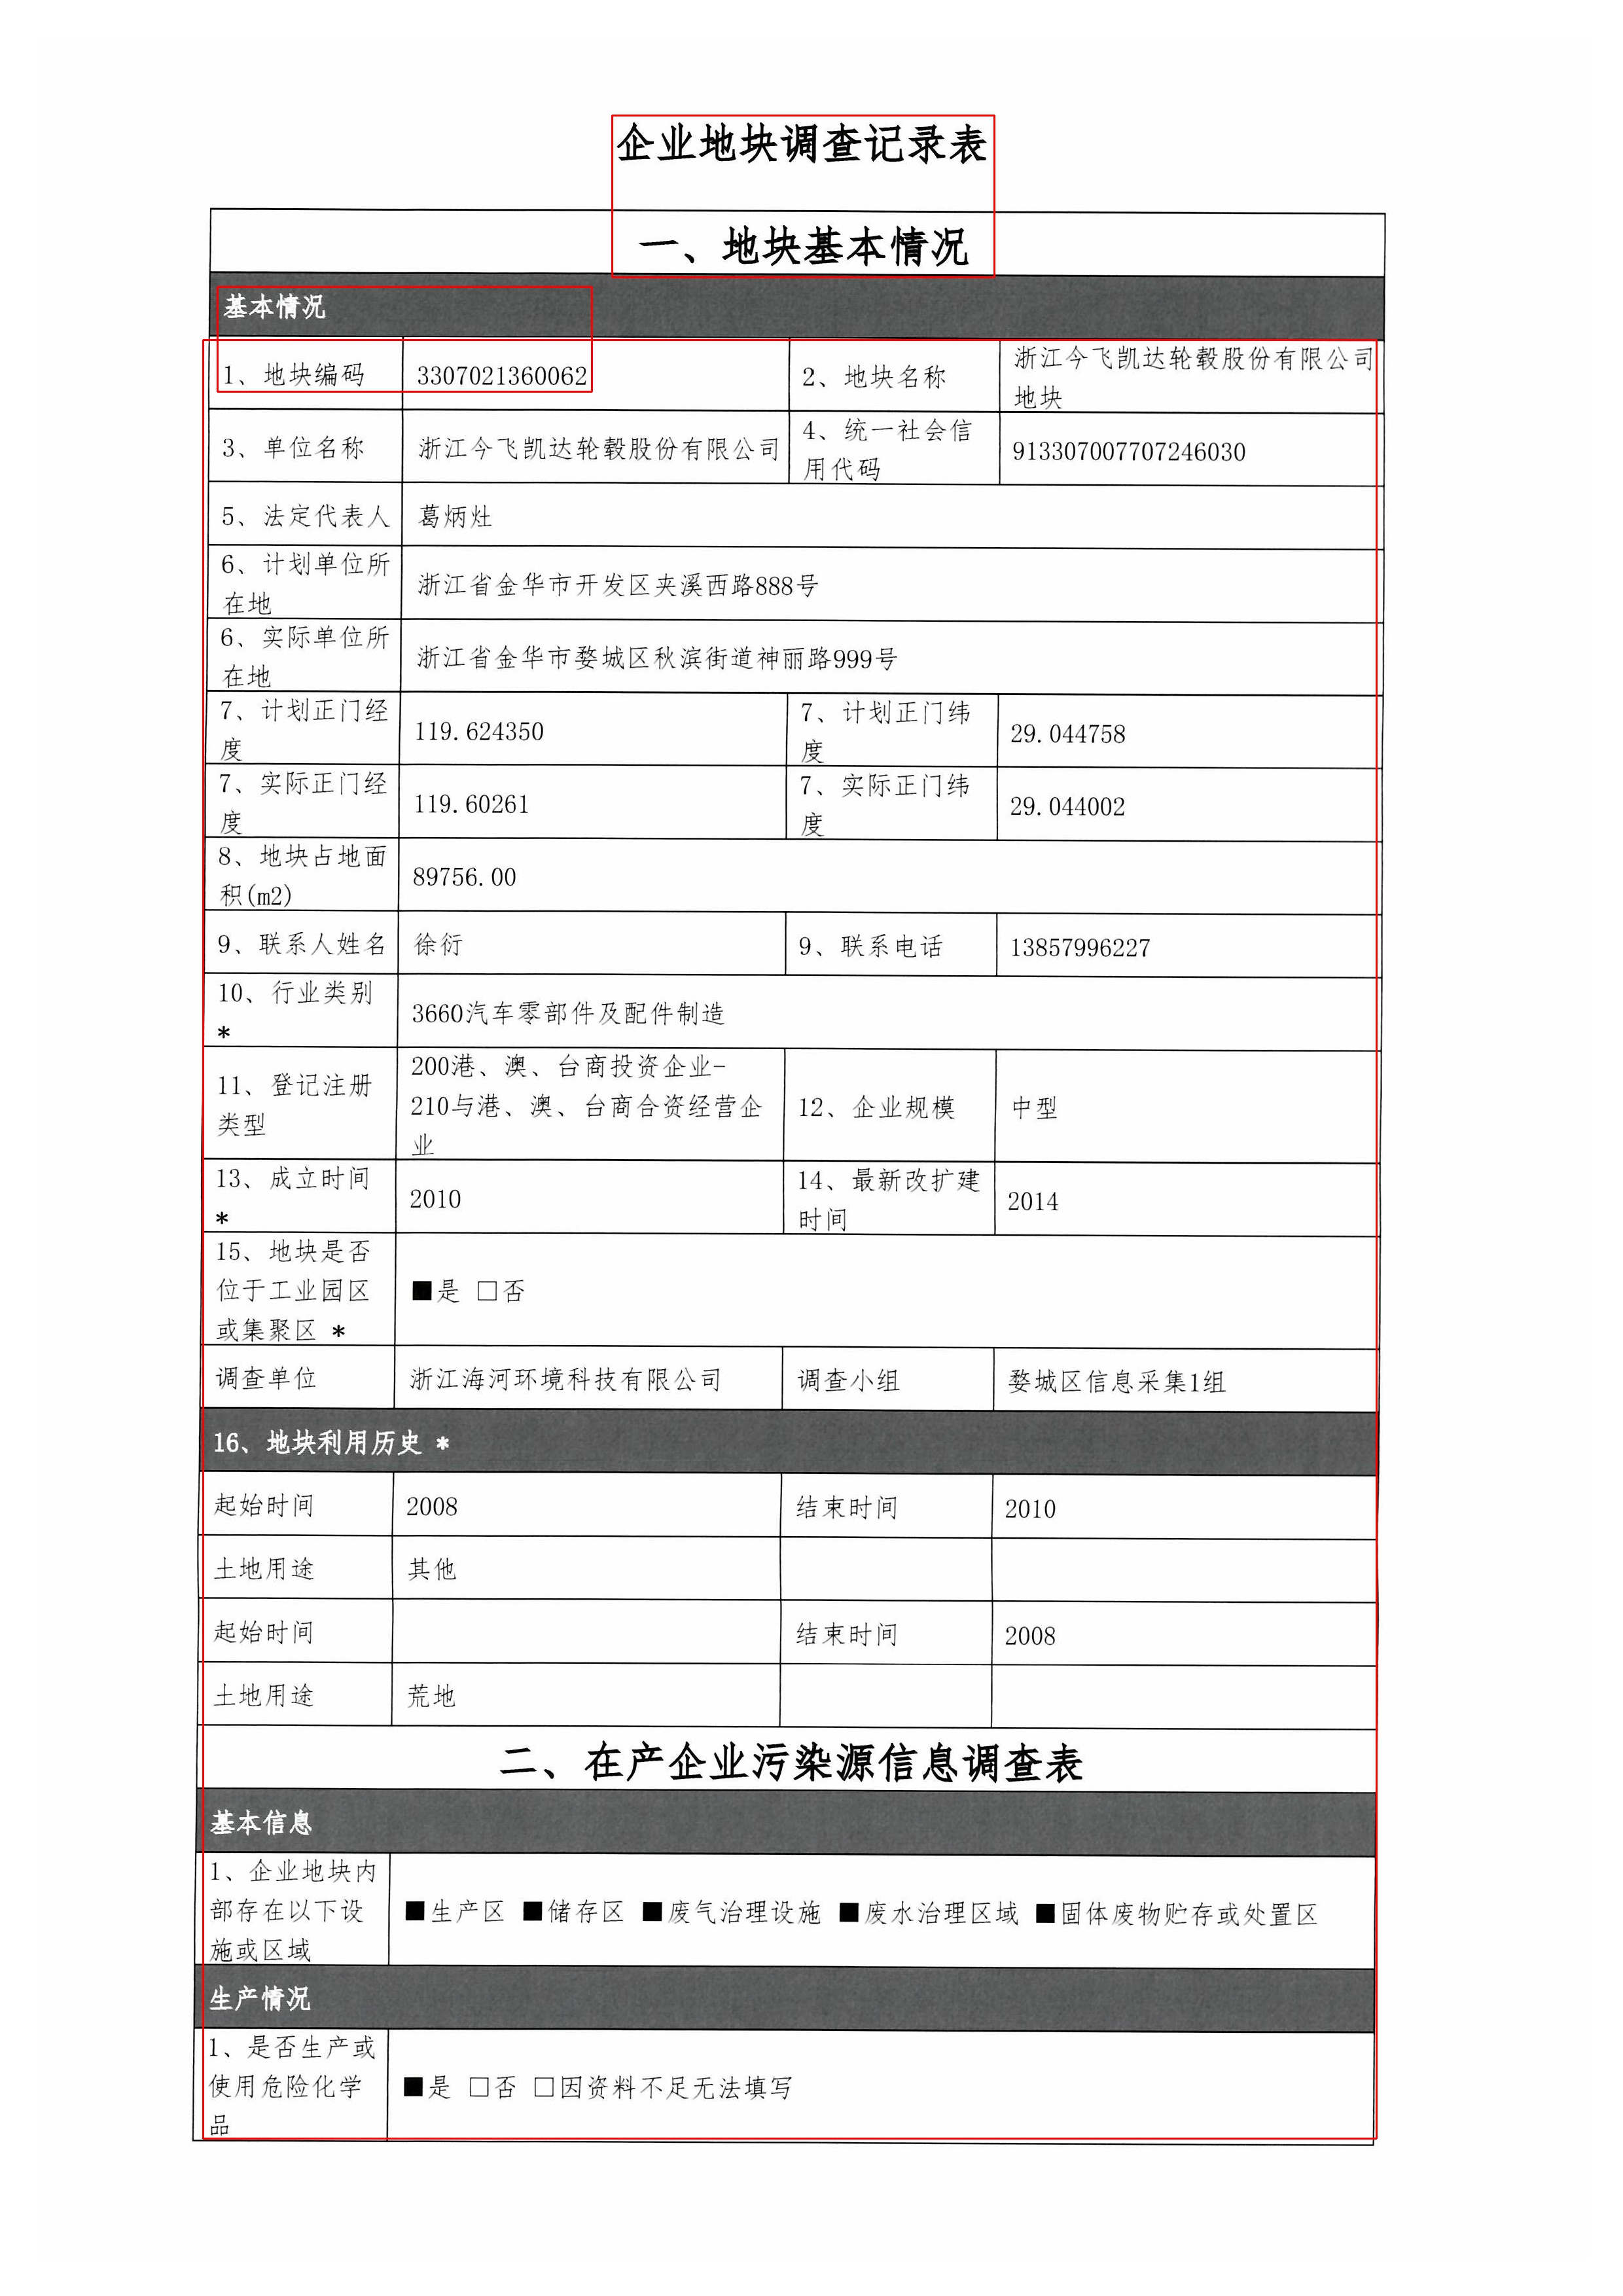 企业地块调查记录表
一、地块基本情况
基本情况
1、地块编码 3307021360062 2、地块名称 浙江今飞凯达轮毂股份有限公司
地块
3、单位名称 浙江今飞凯达轮毂股份有限公司 4、统一社会信
用代码 913307007707246030
5、法定代表人 葛炳灶
6、计划单位所
在地 浙江省金华市开发区夹溪西路888号
6、实际单位所
在地 浙江省金华市婺城区秋滨街道神丽路999号
7、计划正门经
度 119.624350 7、计划正门纬
度 29.044758
7、实际正门经
度 119.60261 7、实际正门纬
度 29.044002
8、地块占地面
积(m2) 89756.00
9、联系人姓名 徐衍 9、联系电话 13857996227
10、行业类别
* 3660汽车零部件及配件制造
11、登记注册
类型 200港、澳、台商投资企业-
210与港、澳、台商合资经营企
业 12、企业规模 中型
13、成立时间
* 2010 14、最新改扩建
时间 2014
15、地块是否
位于工业园区
或集聚区 * ■是 □否
调查单位 浙江海河环境科技有限公司 调查小组 婺城区信息采集1组
16、地块利用历史 *
起始时间 2008 结束时间 2010
土地用途 其他
起始时间 结束时间 2008
土地用途 荒地
二、在产企业污染源信息调查表
基本信息
1、企业地块内
部存在以下设
施或区域 ■生产区 ■储存区 ■废气治理设施 ■废水治理区域 ■固体废物贮存或处置区
生产情况
1、是否生产或
使用危险化学
品 ■是 □否 □因资料不足无法填写